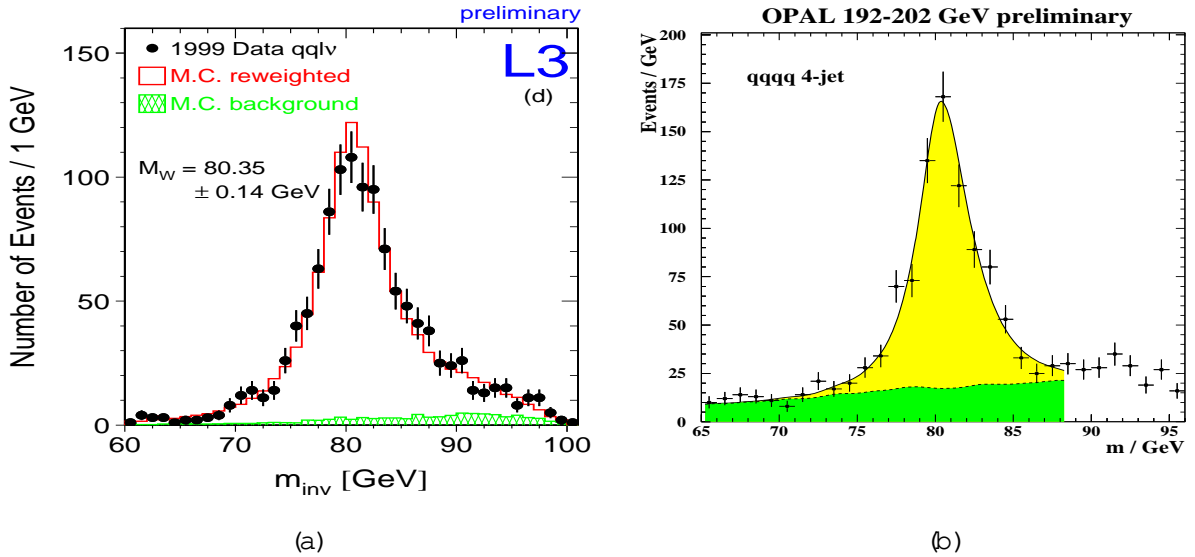 preliminary
1999 Data qqlν
M.C. reweighted
M.C. background
L3
(d)
M_W = 80.35
± 0.14 GeV
Number of Events / 1 GeV
150
100
50
0
60 70 80 90 100
m_inv [GeV]
(a)
OPAL 192-202 GeV preliminary
qqqq 4-jet
Events / GeV
200
175
150
125
100
75
50
25
0
65 70 75 80 85 90 95
m / GeV
(b)